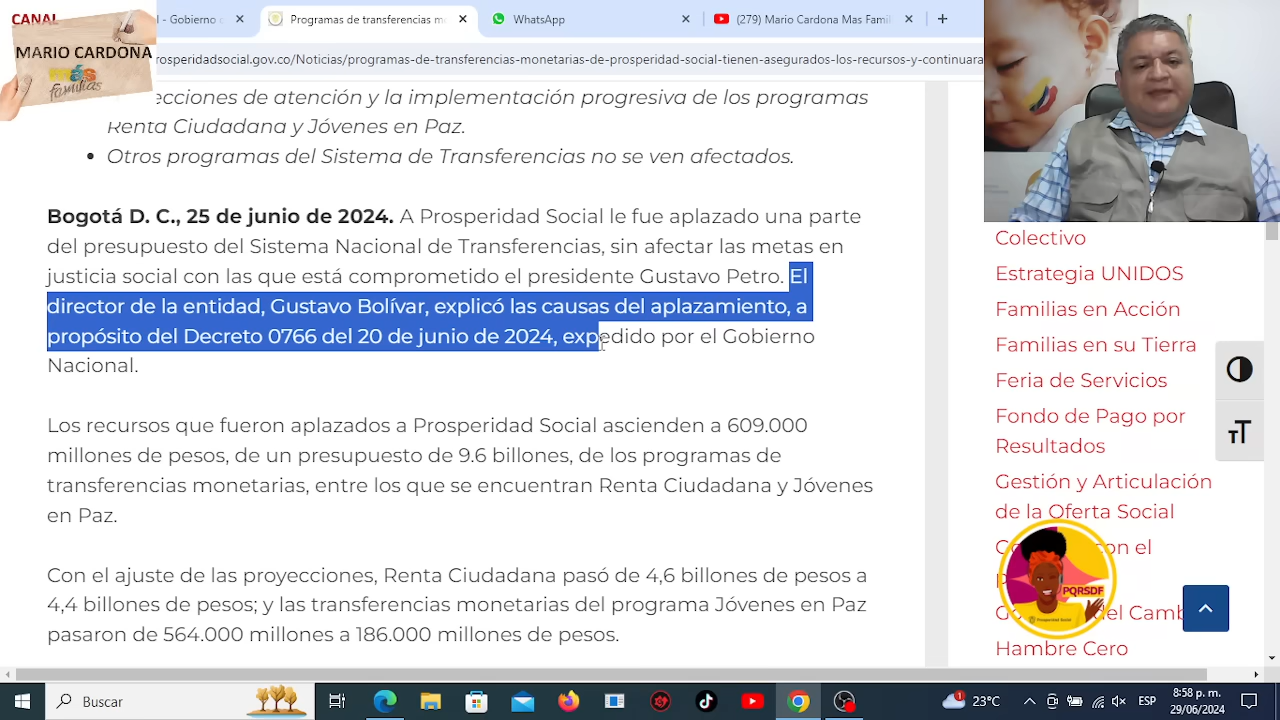 CANAL
MARIO CARDONA
más
familias
- Gobierno
Programas de transferencias m
WhatsApp
(279) Mario Cardona Mas Famil
rosperidadsocial.gov.co/Noticias/programas-de-transferencias-monetarias-de-prosperidad-social-tienen-asegurados-los-recursos-y-continuara
ecciones de atención y la implementación progresiva de los programas
Renta Ciudadana y Jóvenes en Paz.
• Otros programas del Sistema de Transferencias no se ven afectados.
Bogotá D. C., 25 de junio de 2024. A Prosperidad Social le fue aplazado una parte
del presupuesto del Sistema Nacional de Transferencias, sin afectar las metas en
justicia social con las que está comprometido el presidente Gustavo Petro. El
director de la entidad, Gustavo Bolívar, explicó las causas del aplazamiento, a
propósito del Decreto 0766 del 20 de junio de 2024, expedido por el Gobierno
Nacional.
Los recursos que fueron aplazados a Prosperidad Social ascienden a 609.000
millones de pesos, de un presupuesto de 9.6 billones, de los programas de
transferencias monetarias, entre los que se encuentran Renta Ciudadana y Jóvenes
en Paz.
Con el ajuste de las proyecciones, Renta Ciudadana pasó de 4,6 billones de pesos a
4,4 billones de pesos; y las transferencias monetarias del programa Jóvenes en Paz
pasaron de 564.000 millones a 186.000 millones de pesos.
Colectivo
Estrategia UNIDOS
Familias en Acción
Familias en su Tierra
Feria de Servicios
Fondo de Pago por
Resultados
Gestión y Articulación
de la Oferta Social
con el
PQRSDF
Prosperidad Social
del Camb
Hambre Cero
TT
Buscar
1
23°C
ESP
8:58 p. m.
29/06/2024